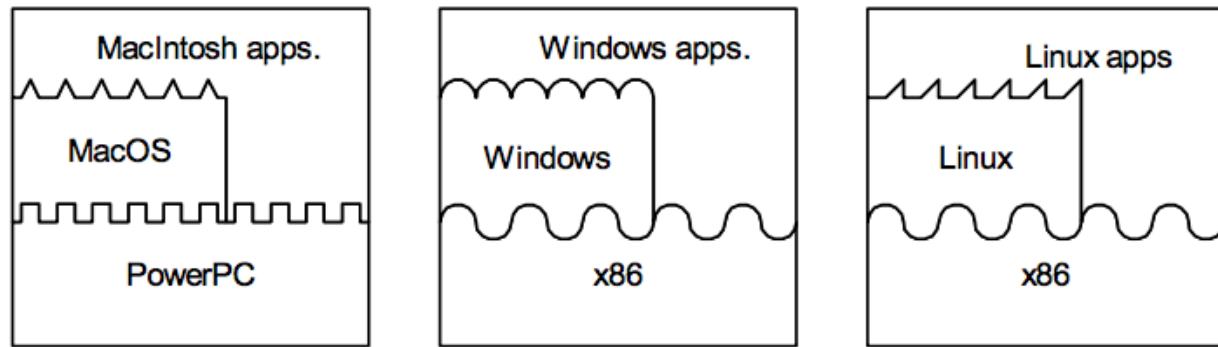 MacIntosh apps.
MacOS
PowerPC
Windows apps.
Windows
x86
Linux apps
Linux
x86